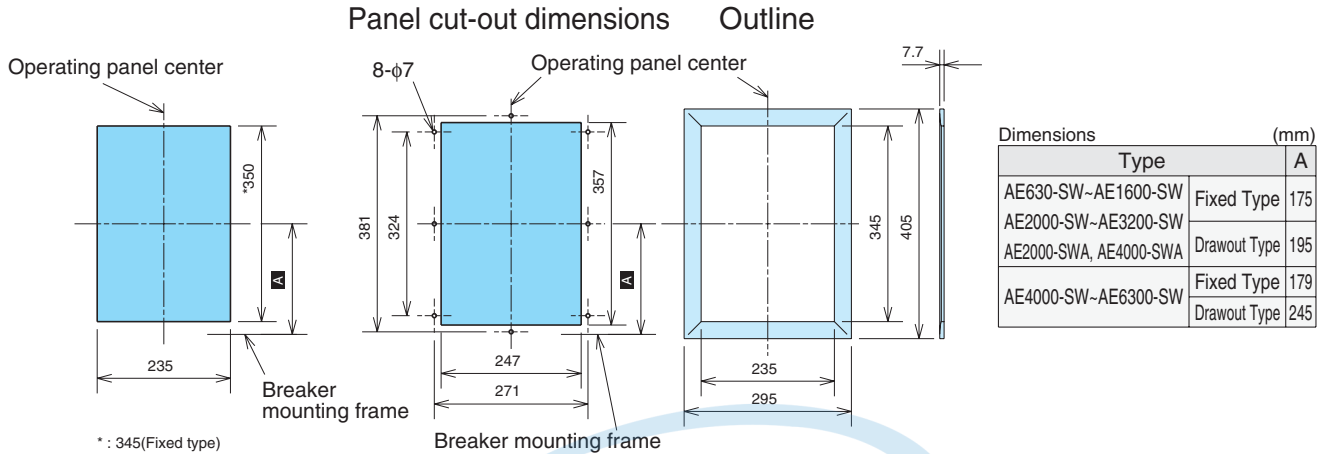 Panel cut-out dimensions
Outline
Operating panel center
*350
A
235
Breaker
mounting frame
* : 345(Fixed type)
8-φ7
Operating panel center
381
324
357
A
247
271
Breaker mounting frame
345
405
235
295
7.7
Dimensions (mm)
Type A
AE630-SW~AE1600-SW
AE2000-SW~AE3200-SW
AE2000-SWA, AE4000-SWA
Fixed Type 175
Drawout Type 195
AE4000-SW~AE6300-SW
Fixed Type 179
Drawout Type 245